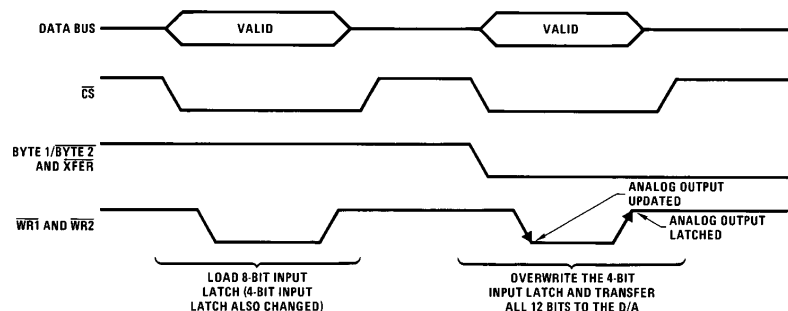 DATA BUS
VALID
VALID
CS
BYTE 1/BYTE 2
AND XFER
ANALOG OUTPUT
UPDATED
WR1 AND WR2
ANALOG OUTPUT
LATCHED
LOAD 8-BIT INPUT
LATCH (4-BIT INPUT
LATCH ALSO CHANGED)
OVERWRITE THE 4-BIT
INPUT LATCH AND TRANSFER
ALL 12 BITS TO THE D/A